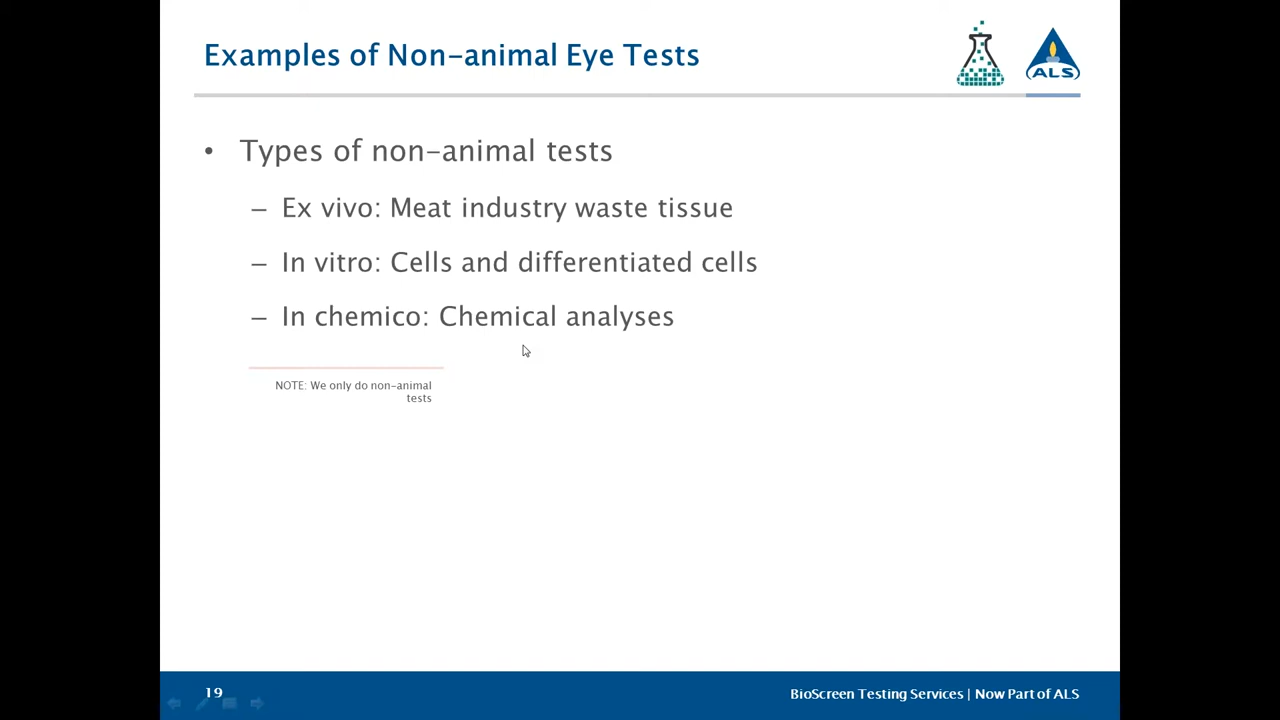 Examples of Non-animal Eye Tests
ALS
• Types of non-animal tests
– Ex vivo: Meat industry waste tissue
– In vitro: Cells and differentiated cells
– In chemico: Chemical analyses
NOTE: We only do non-animal
tests
19
BioScreen Testing Services | Now Part of ALS